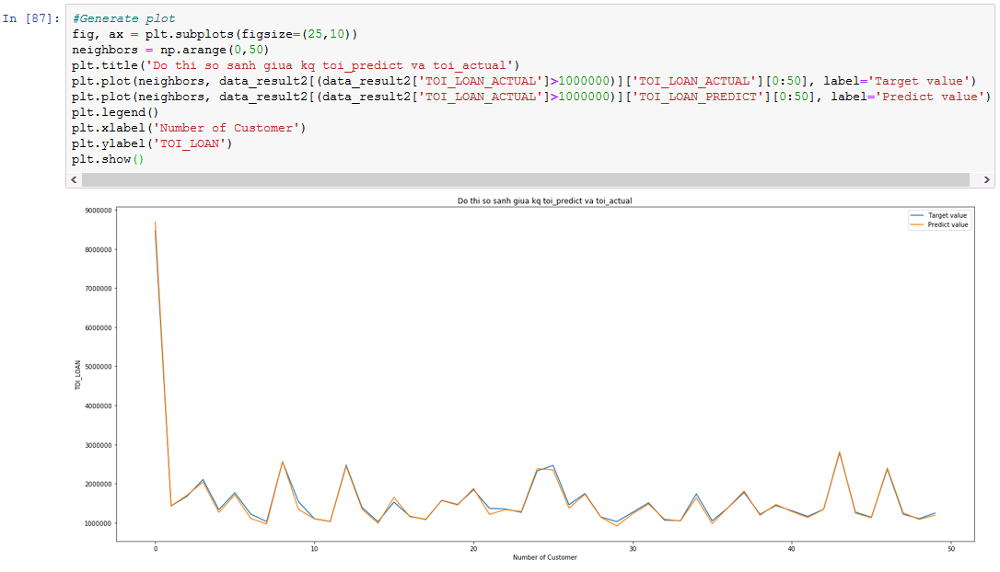 In [87]:
#Generate plot
fig, ax = plt.subplots(figsize=(25,10))
neighbors = np.arange(0,50)
plt.title('Do thi so sanh giua kq toi_predict va toi_actual')
plt.plot(neighbors, data_result2[(data_result2['TOI_LOAN_ACTUAL']>1000000)]['TOI_LOAN_ACTUAL'][0:50], label='Target value')
plt.plot(neighbors, data_result2[(data_result2['TOI_LOAN_ACTUAL']>1000000)]['TOI_LOAN_PREDICT'][0:50], label='Predict value')
plt.legend()
plt.xlabel('Number of Customer')
plt.ylabel('TOI_LOAN')
plt.show()
Do thi so sanh giua kq toi_predict va toi_actual
Target value
Predict value
9000000
8000000
7000000
6000000
5000000
4000000
3000000
2000000
1000000
TOI_LOAN
0 10 20 30 40 50
Number of Customer